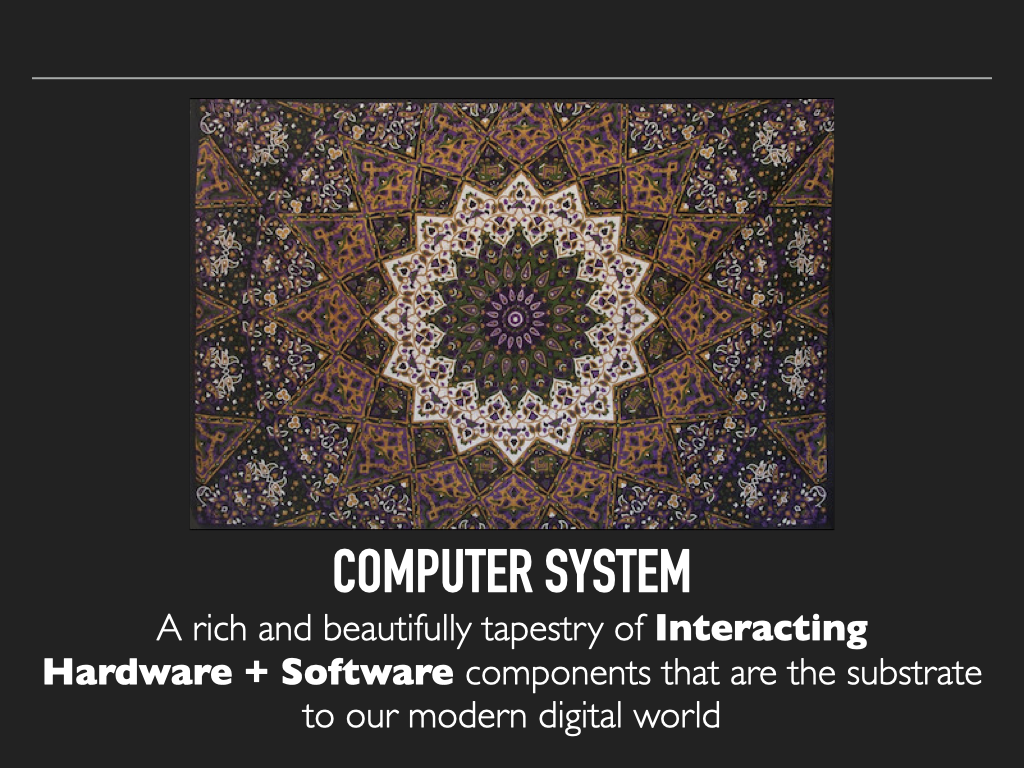 COMPUTER SYSTEM
A rich and beautifully tapestry of Interacting
Hardware + Software components that are the substrate
to our modern digital world